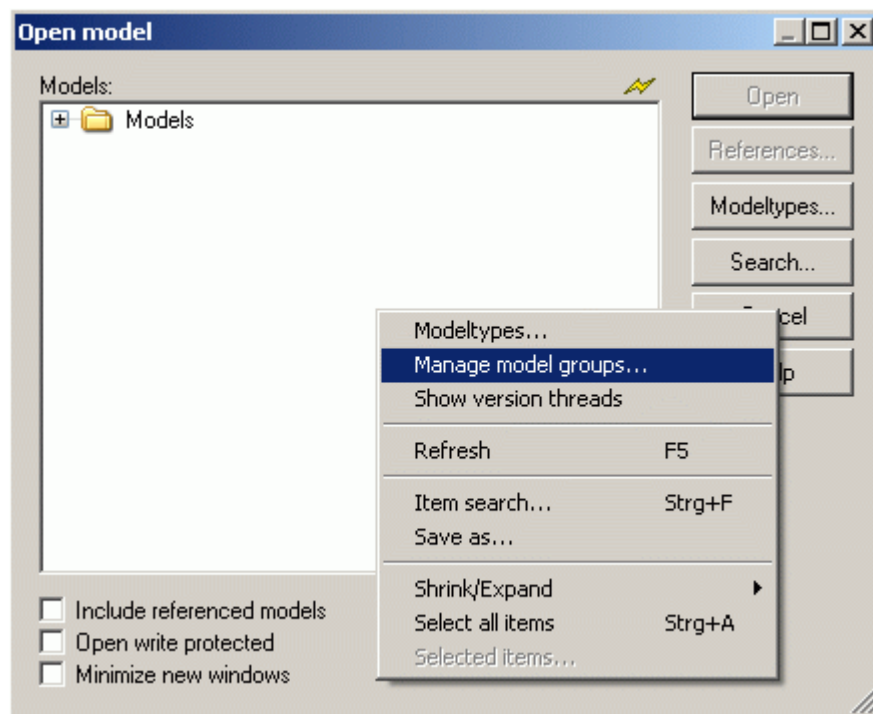 Open model
Models:
Models
Open
References...
Modeltypes...
Search...
Modeltypes...
Manage model groups...
Show version threads
Refresh F5
Item search... Strg+F
Save as...
Shrink/Expand
Select all items Strg+A
Selected items...
Include referenced models
Open write protected
Minimize new windows